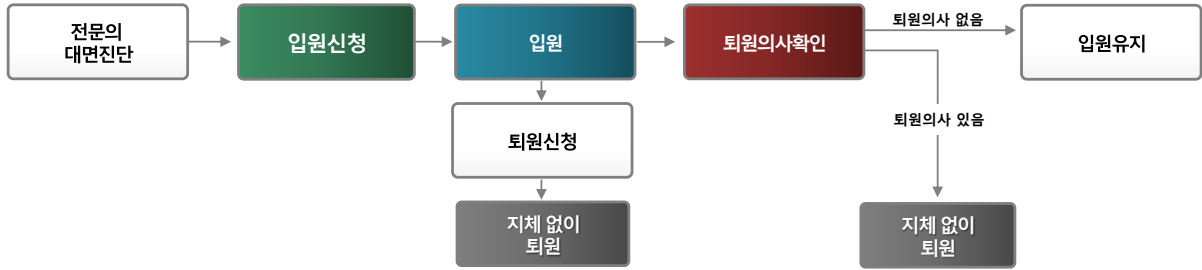 전문의
대면진단
입원신청
입원
퇴원의사확인
퇴원의사 없음
입원유지
퇴원의사 있음
퇴원신청
지체 없이
퇴원
지체 없이
퇴원